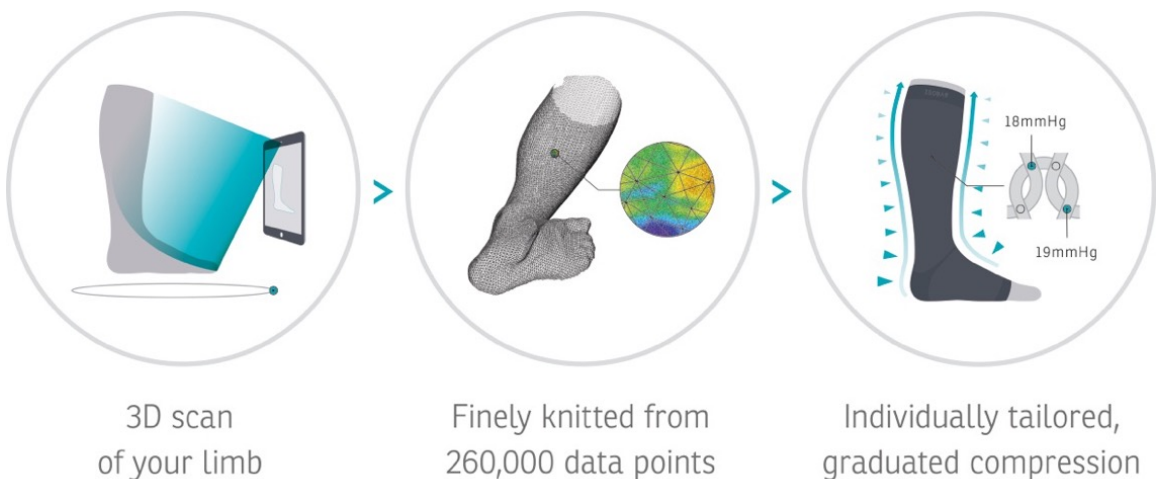 18mmHg
19mmHg
3D scan
of your limb
Finely knitted from
260,000 data points
Individually tailored,
graduated compression